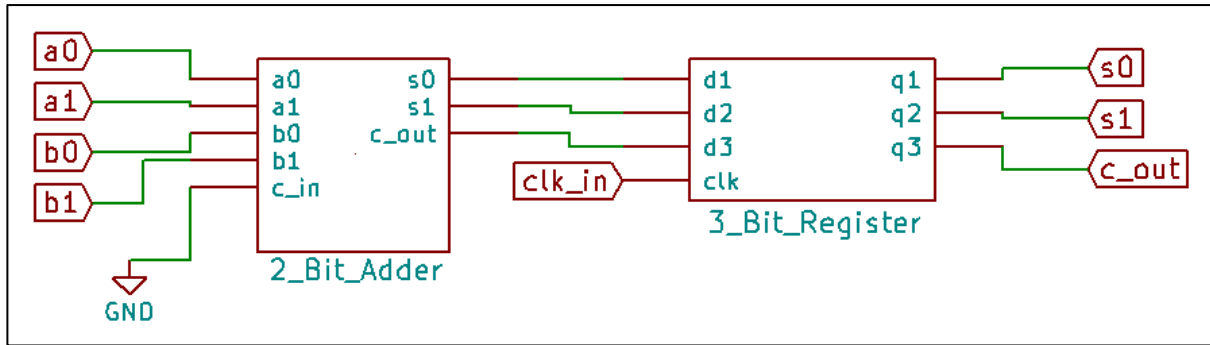 a0
a1
b0
b1
GND
a0
a1
b0
b1
c_in
s0
s1
c_out
2_Bit_Adder
clk_in
d1
d2
d3
clk
q1
q2
q3
3_Bit_Register
s0
s1
c_out